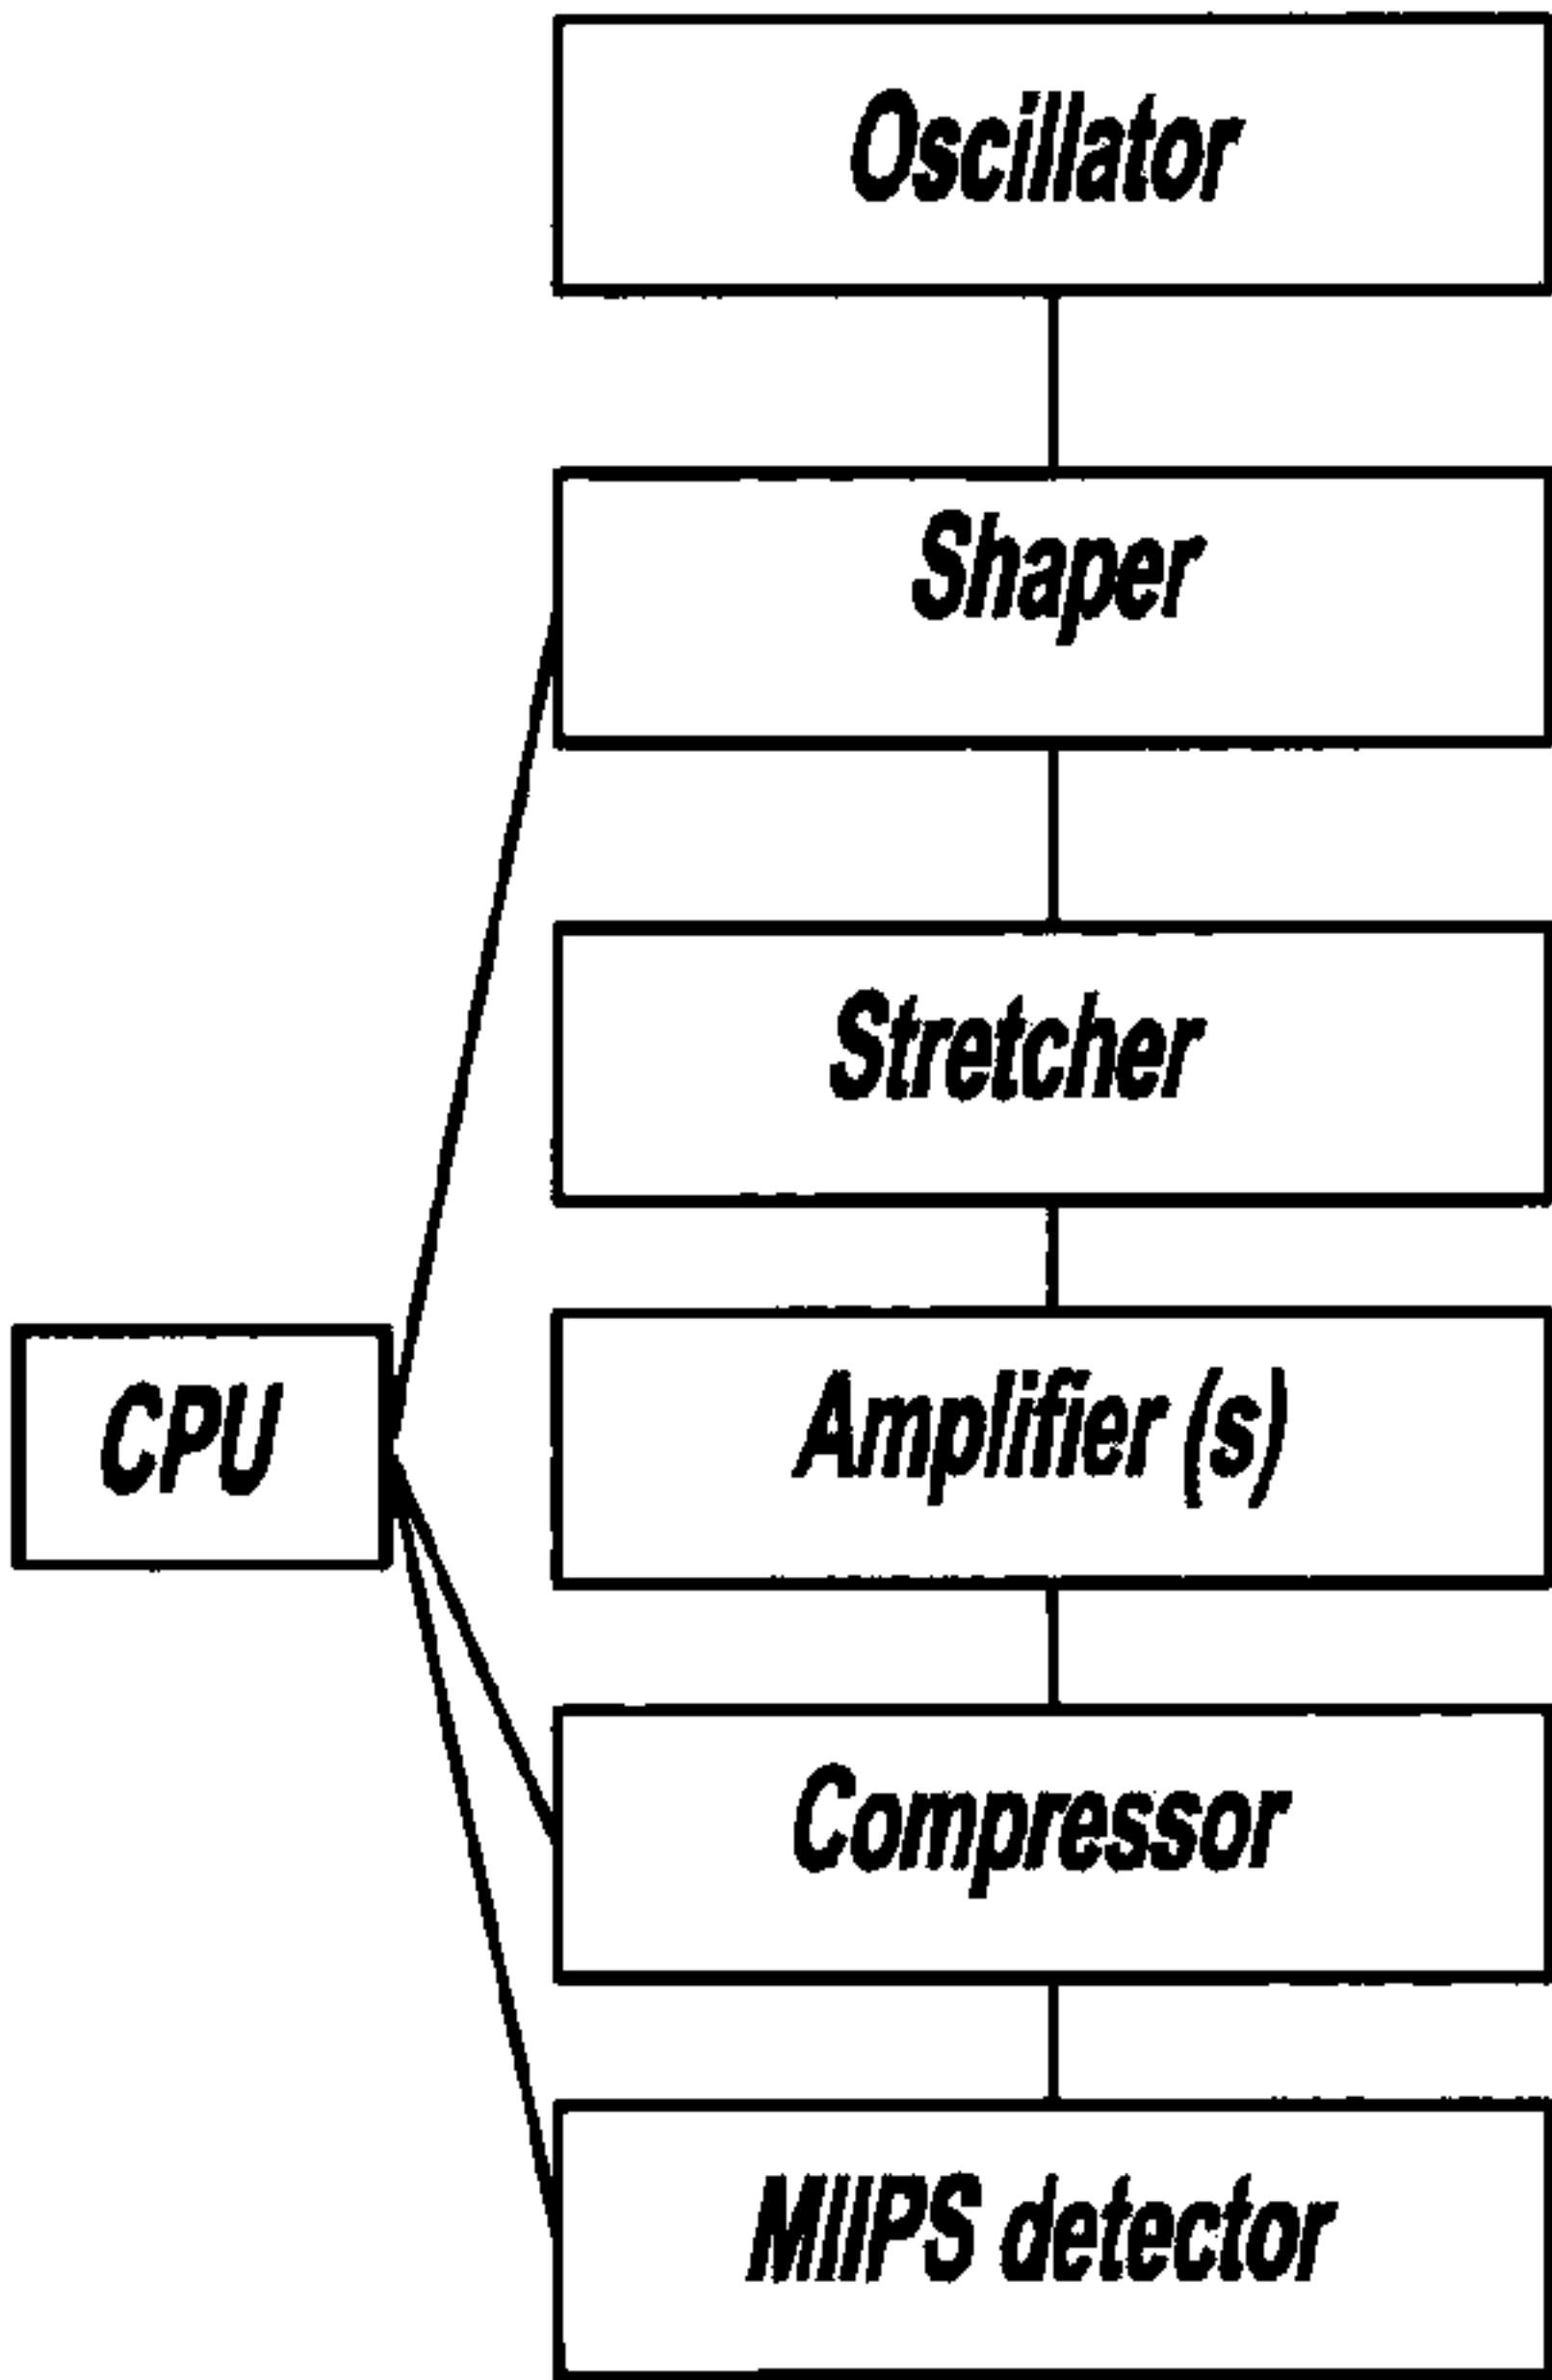 Oscillator
Shaper
Stretcher
CPU
Amplifier (s)
Compressor
MIIPS detector